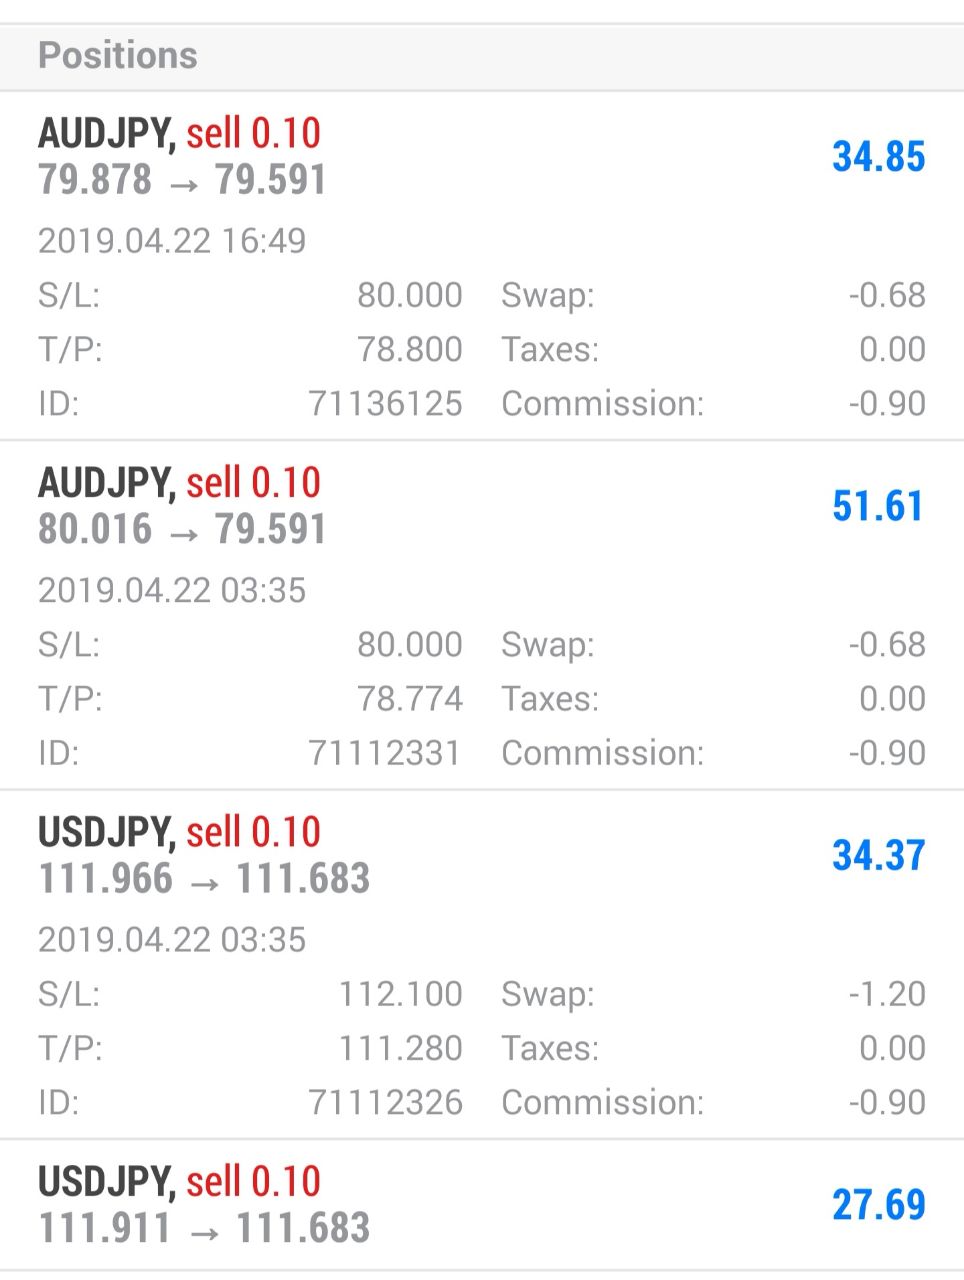 Positions
AUDJPY, sell 0.10
79.878 → 79.591
34.85
2019.04.22 16:49
S/L: 80.000 Swap: -0.68
T/P: 78.800 Taxes: 0.00
ID: 71136125 Commission: -0.90
AUDJPY, sell 0.10
80.016 → 79.591
51.61
2019.04.22 03:35
S/L: 80.000 Swap: -0.68
T/P: 78.774 Taxes: 0.00
ID: 71112331 Commission: -0.90
USDJPY, sell 0.10
111.966 → 111.683
34.37
2019.04.22 03:35
S/L: 112.100 Swap: -1.20
T/P: 111.280 Taxes: 0.00
ID: 71112326 Commission: -0.90
USDJPY, sell 0.10
111.911 → 111.683
27.69